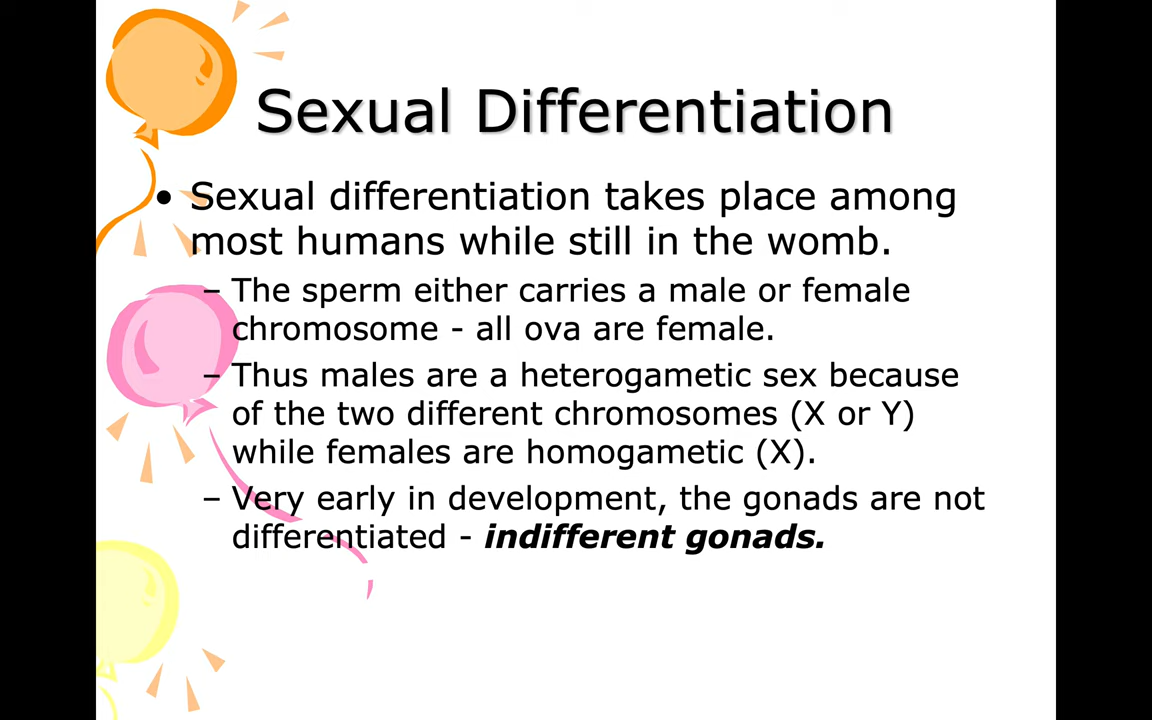 Sexual Differentiation
• Sexual differentiation takes place among
most humans while still in the womb.
– The sperm either carries a male or female
chromosome - all ova are female.
– Thus males are a heterogametic sex because
of the two different chromosomes (X or Y)
while females are homogametic (X).
– Very early in development, the gonads are not
differentiated - indifferent gonads.